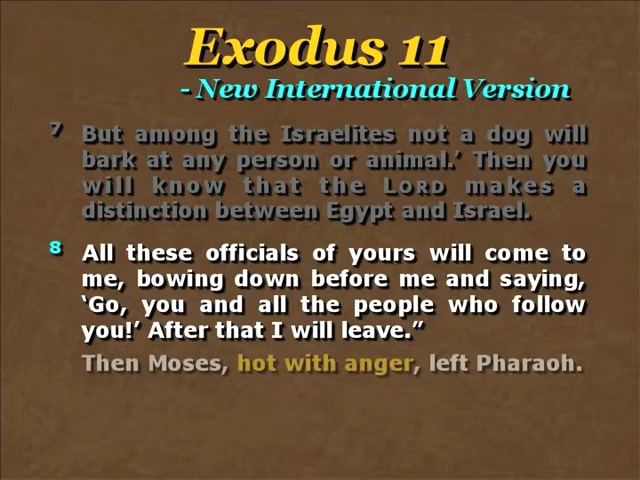 Exodus 11
- New International Version
7 But among the Israelites not a dog will
bark at any person or animal.’ Then you
will know that the LORD makes a
distinction between Egypt and Israel.
8 All these officials of yours will come to
me, bowing down before me and saying,
‘Go, you and all the people who follow
you!’ After that I will leave.”
Then Moses, hot with anger, left Pharaoh.